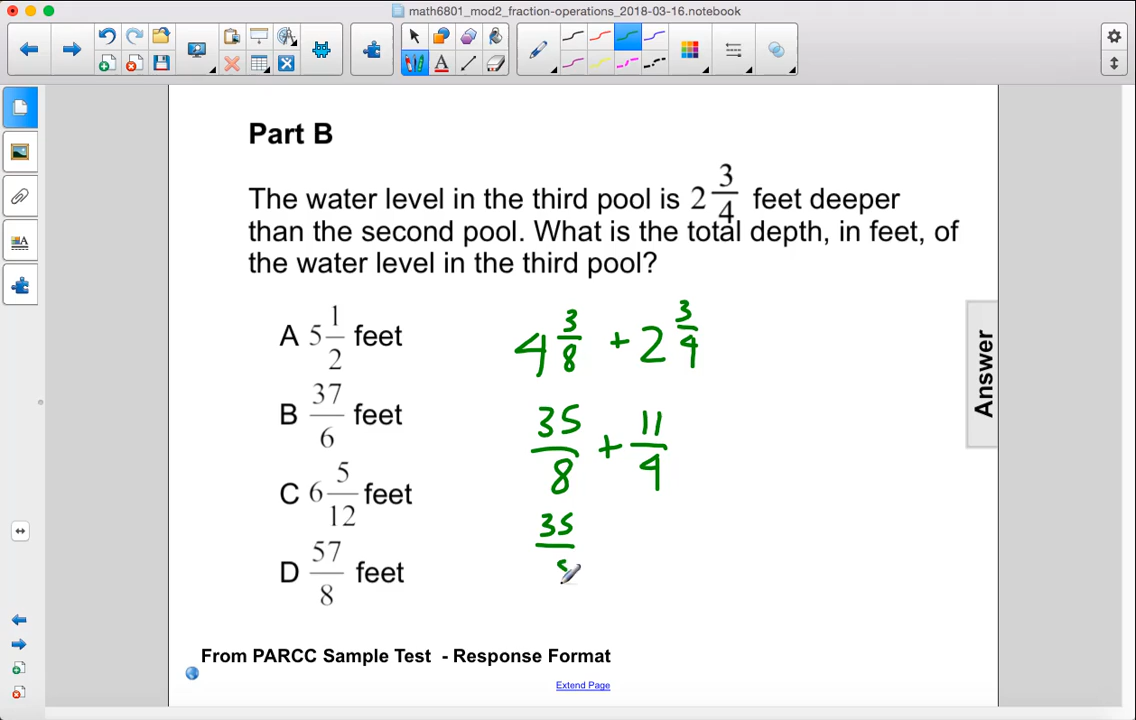 math6801_mod2_fraction-operations_2018-03-16.notebook
A
Part B
The water level in the third pool is 2 3/4 feet deeper
than the second pool. What is the total depth, in feet, of
the water level in the third pool?
A 5 1/2 feet
B 37/6 feet
C 6 5/12 feet
D 57/8 feet
4 3/8 + 2 3/4
35/8 + 11/4
35
Answer
From PARCC Sample Test - Response Format
Extend Page